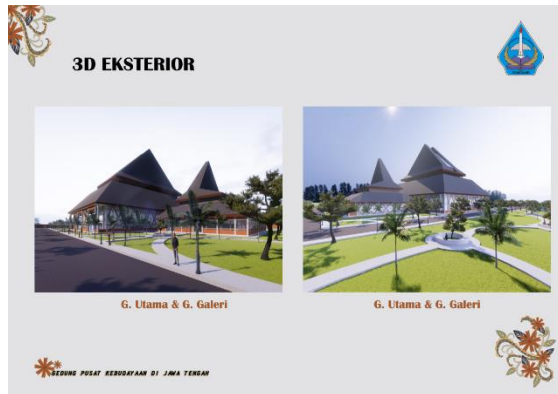 3D EKSTERIOR
G. Utama & G. Galeri
G. Utama & G. Galeri
GEDUNG PUSAT KEBUDAYAAN DI JAWA TENGAH